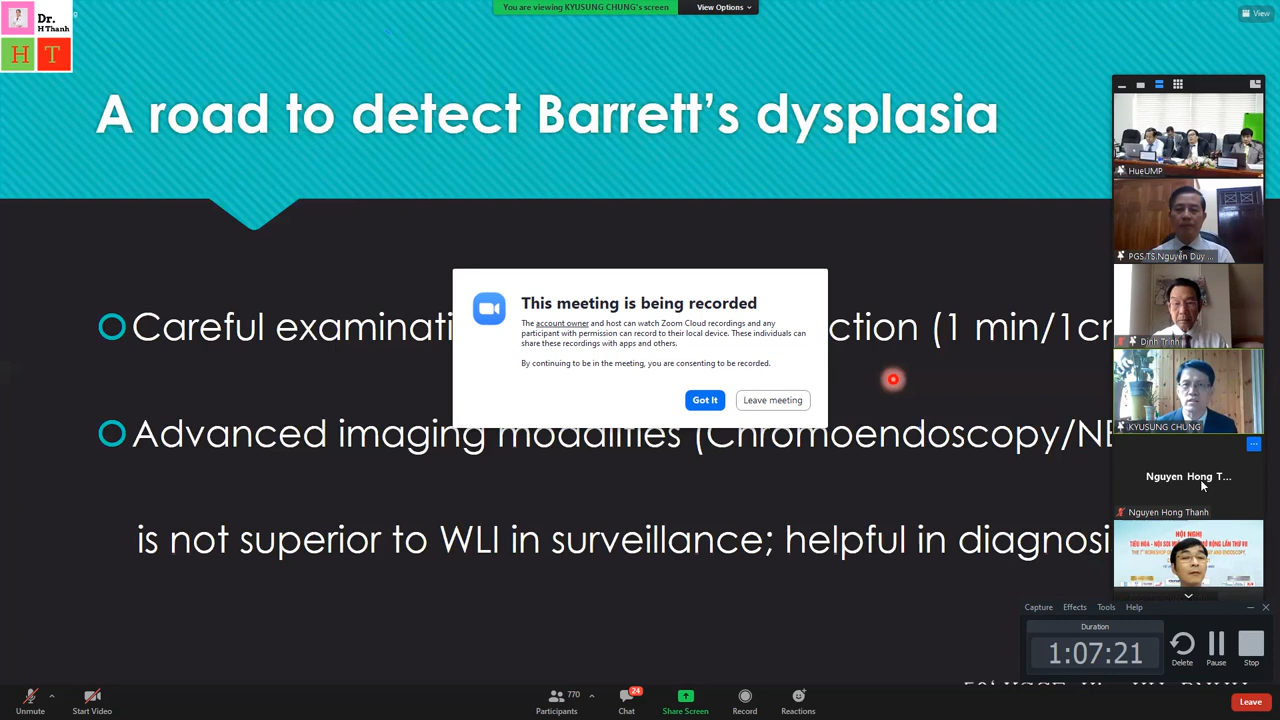 Dr.
H Thanh
H T
You are viewing KYUSUNG CHUNG's screen
View Options
View
A road to detect Barrett's dysplasia
Careful examinati ction (1 min/1c
This meeting is being recorded
The account owner and host can watch Zoom Cloud recordings and any
participant with permission can record to their local device. These individuals can
share these recordings with apps and others.
By continuing to be in the meeting, you are consenting to be recorded.
Got It
Leave meeting
Advanced imaging modalities (Chromoendoscopy/N
is not superior to WLI in surveillance; helpful in diagnosi
HueUMP
PGS.TS.Nguyễn Duy ...
Dinh Trinh
KYUSUNG CHUNG
Nguyen Hong T...
Nguyen Hong Thanh
HỘI NGHỊ
Capture Effects Tools Help
Duration
1:07:21
Delete
Pause
Stop
Unmute
Start Video
770
Participants
24
Chat
Share Screen
Record
Reactions
Leave